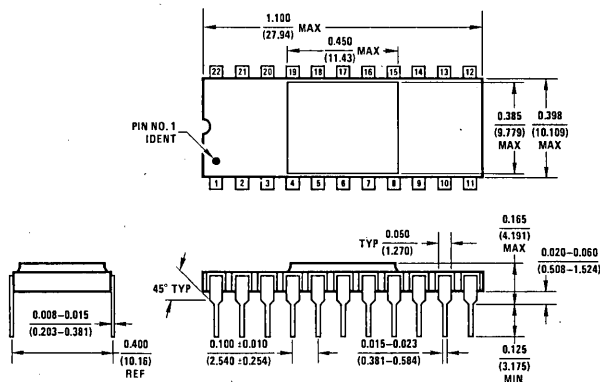 1.100 MAX
(27.94)
0.450 MAX
(11.43)
22 21 20 19 18 17 16 15 14 13 12
PIN NO. 1
IDENT
0.385
(9.779)
MAX
0.398
(10.109)
MAX
1 2 3 4 5 6 7 8 9 10 11
0.050
TYP
(1.270)
0.165
(4.191)
MAX
0.020–0.060
(0.508–1.524)
45° TYP
0.008–0.015
(0.203–0.381)
0.400
(10.16)
REF
0.100 ±0.010
(2.540 ±0.254)
0.015–0.023
(0.381–0.584)
0.125
(3.175)
MIN